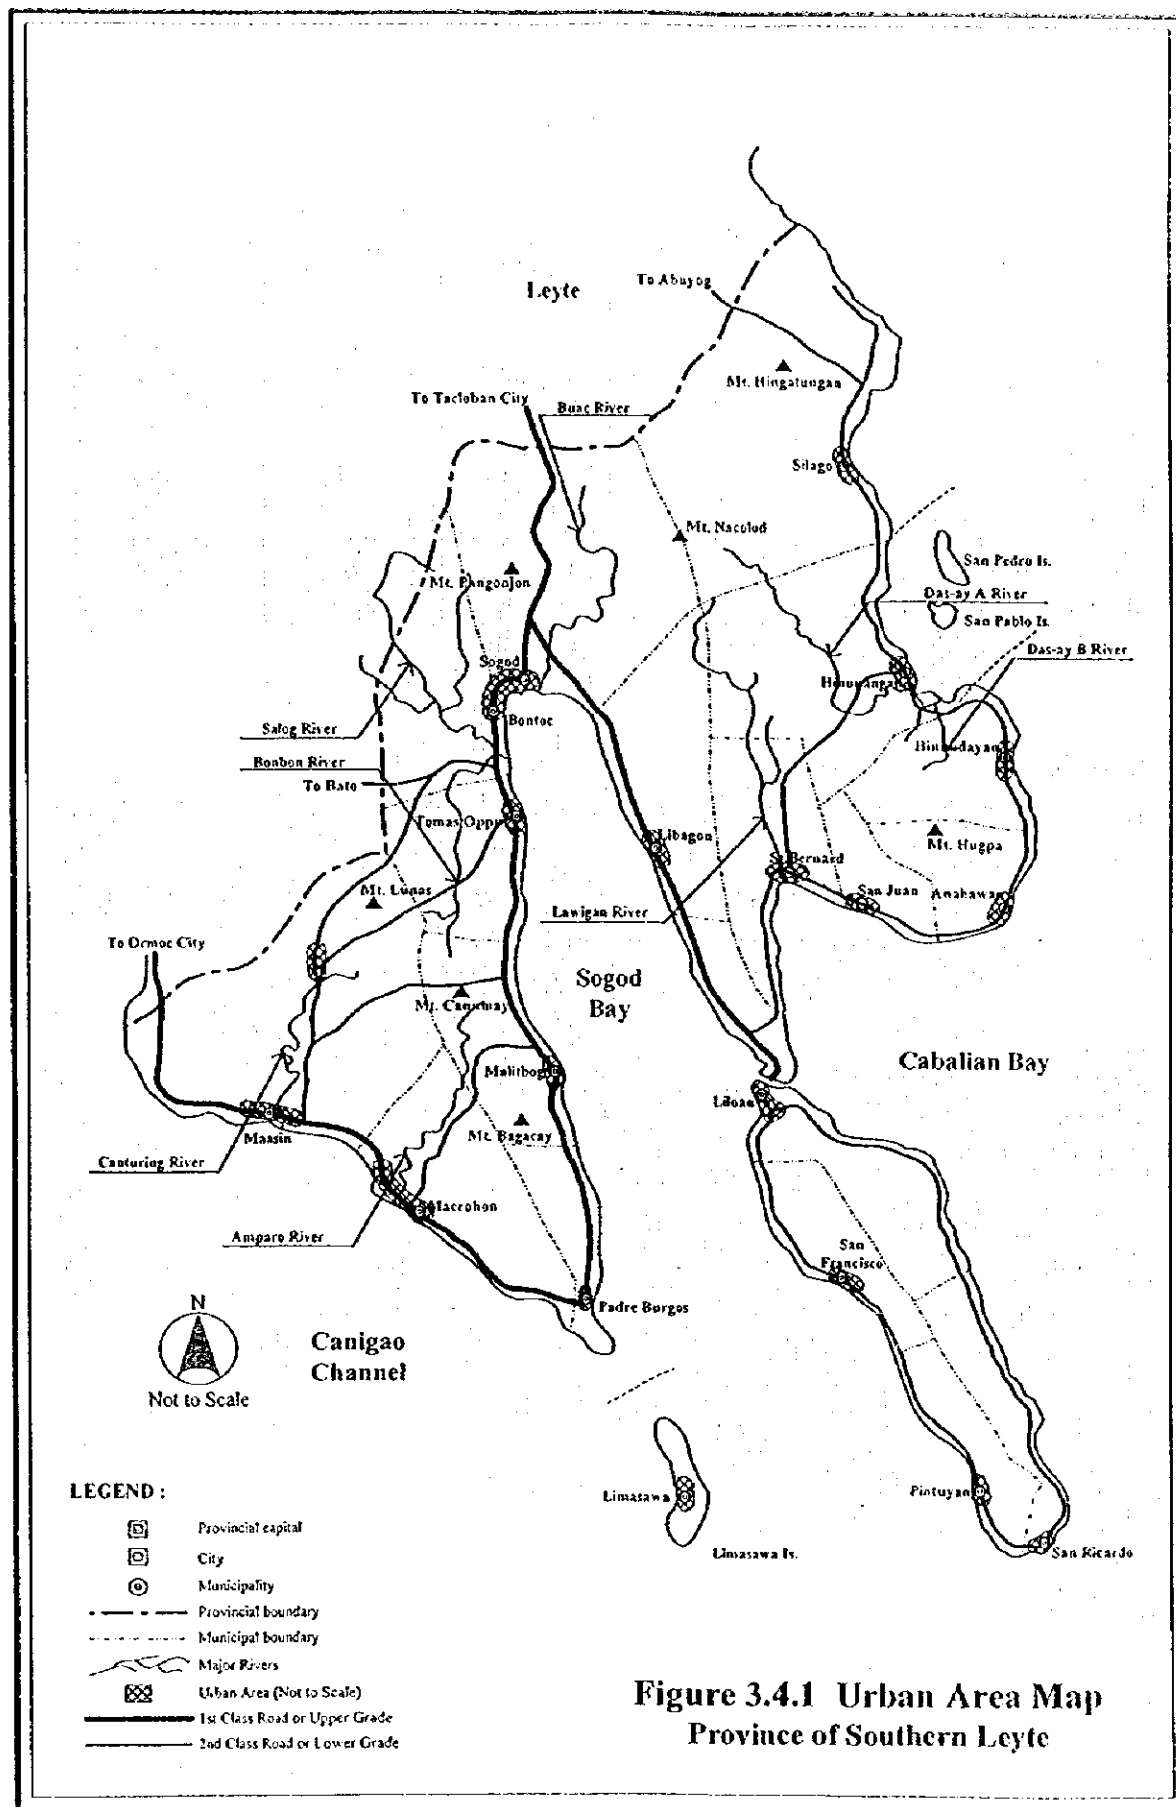 Leyte
To Abuyog
Mt. Hingatungan
To Tacloban City
Buac River
Silago
Mt. Nacolod
San Pedro Is.
Mt. Pangonjon
Das-ay A River
San Pablo Is.
Das-ay B River
Sogod
Hinunangan
Bontoc
Salog River
Bonbon River
To Bato
Tomas Oppus
Libagon
Mt. Hugpa
St. Bernard
Mt. Lunas
San Juan
Anahawan
Lawigan River
To Ormoc City
Sogod
Bay
Cabalian Bay
Malitbog
Liloan
Maasin
Mt. Bagacay
Canturing River
Macrohon
Amparo River
San
Francisco
Padre Burgos
N
Not to Scale
Canigao
Channel
Limasawa
Pintuyan
Limasawa Is.
San Ricardo
LEGEND :
Provincial capital
City
Municipality
Provincial boundary
Municipal boundary
Major Rivers
Urban Area (Not to Scale)
1st Class Road or Upper Grade
2nd Class Road or Lower Grade
Figure 3.4.1 Urban Area Map
Province of Southern Leyte